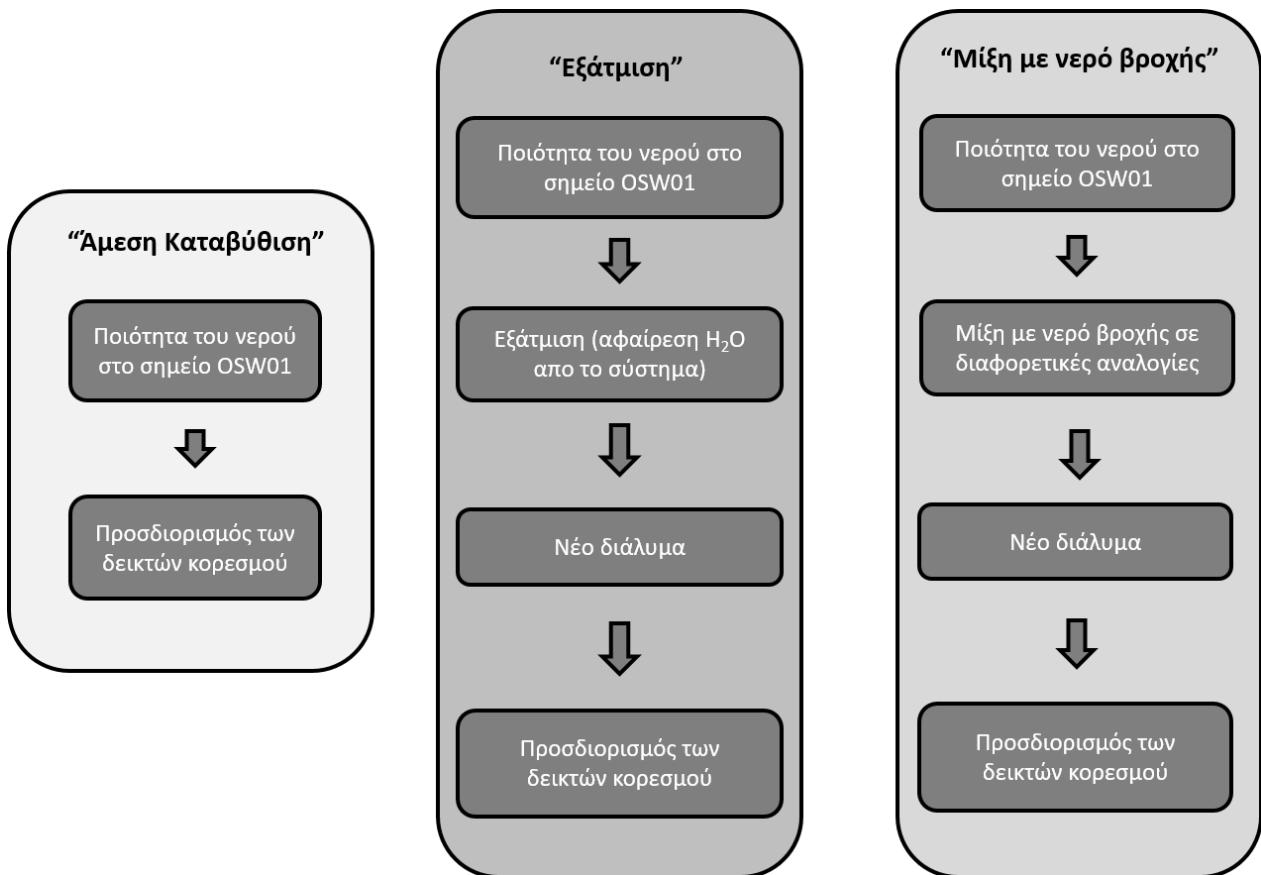 “Άμεση Καταβύθιση”
Ποιότητα του νερού
στο σημείο OSW01
Προσδιορισμός των
δεικτών κορεσμού
“Εξάτμιση”
Ποιότητα του νερού στο
σημείο OSW01
Εξάτμιση (αφαίρεση H₂O
απο το σύστημα)
Νέο διάλυμα
Προσδιορισμός των
δεικτών κορεσμού
“Μίξη με νερό βροχής”
Ποιότητα του νερού στο
σημείο OSW01
Μίξη με νερό βροχής σε
διαφορετικές αναλογίες
Νέο διάλυμα
Προσδιορισμός των
δεικτών κορεσμού